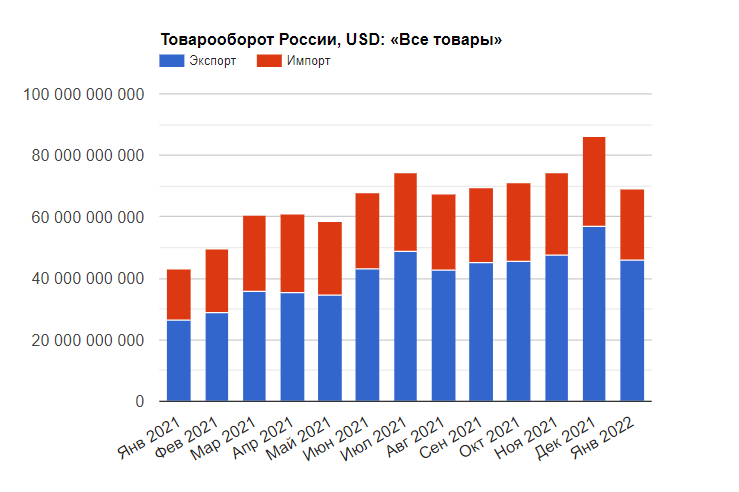 Товарооборот России, USD: «Все товары»
Экспорт Импорт
100 000 000 000
80 000 000 000
60 000 000 000
40 000 000 000
20 000 000 000
0
Янв 2021 Фев 2021 Мар 2021 Апр 2021 Май 2021 Июн 2021 Июл 2021 Авг 2021 Сен 2021 Окт 2021 Ноя 2021 Дек 2021 Янв 2022